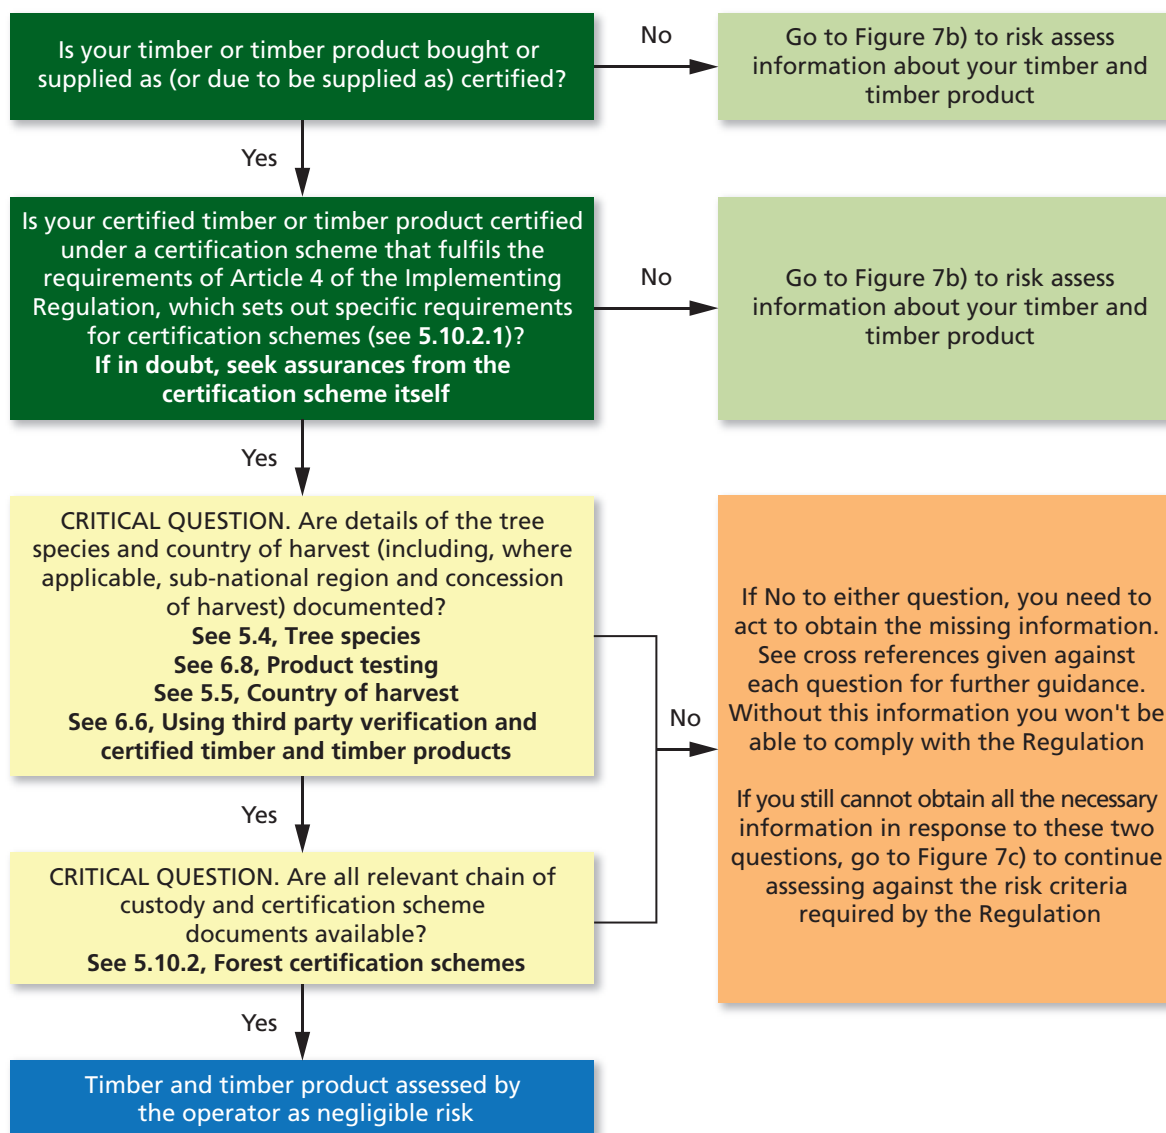 Is your timber or timber product bought or
supplied as (or due to be supplied as) certified?
No
Go to Figure 7b) to risk assess
information about your timber and
timber product
Yes
Is your certified timber or timber product certified
under a certification scheme that fulfils the
requirements of Article 4 of the Implementing
Regulation, which sets out specific requirements
for certification schemes (see 5.10.2.1)?
If in doubt, seek assurances from the
certification scheme itself
No
Go to Figure 7b) to risk assess
information about your timber and
timber product
Yes
CRITICAL QUESTION. Are details of the tree
species and country of harvest (including, where
applicable, sub-national region and concession
of harvest) documented?
See 5.4, Tree species
See 6.8, Product testing
See 5.5, Country of harvest
See 6.6, Using third party verification and
certified timber and timber products
Yes
CRITICAL QUESTION. Are all relevant chain of
custody and certification scheme
documents available?
See 5.10.2, Forest certification schemes
No
If No to either question, you need to
act to obtain the missing information.
See cross references given against
each question for further guidance.
Without this information you won't be
able to comply with the Regulation
If you still cannot obtain all the necessary
information in response to these two
questions, go to Figure 7c) to continue
assessing against the risk criteria
required by the Regulation
Yes
Timber and timber product assessed by
the operator as negligible risk